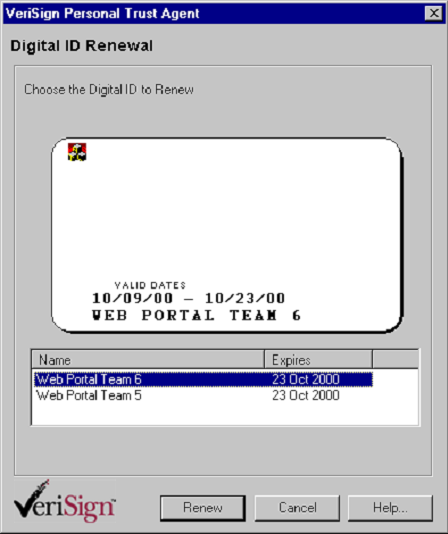 VeriSign Personal Trust Agent
Digital ID Renewal
Choose the Digital ID to Renew
VALID DATES
10/09/00 - 10/23/00
WEB PORTAL TEAM 6
Name Expires
Web Portal Team 6 23 Oct 2000
Web Portal Team 5 23 Oct 2000
VeriSign Renew Cancel Help...